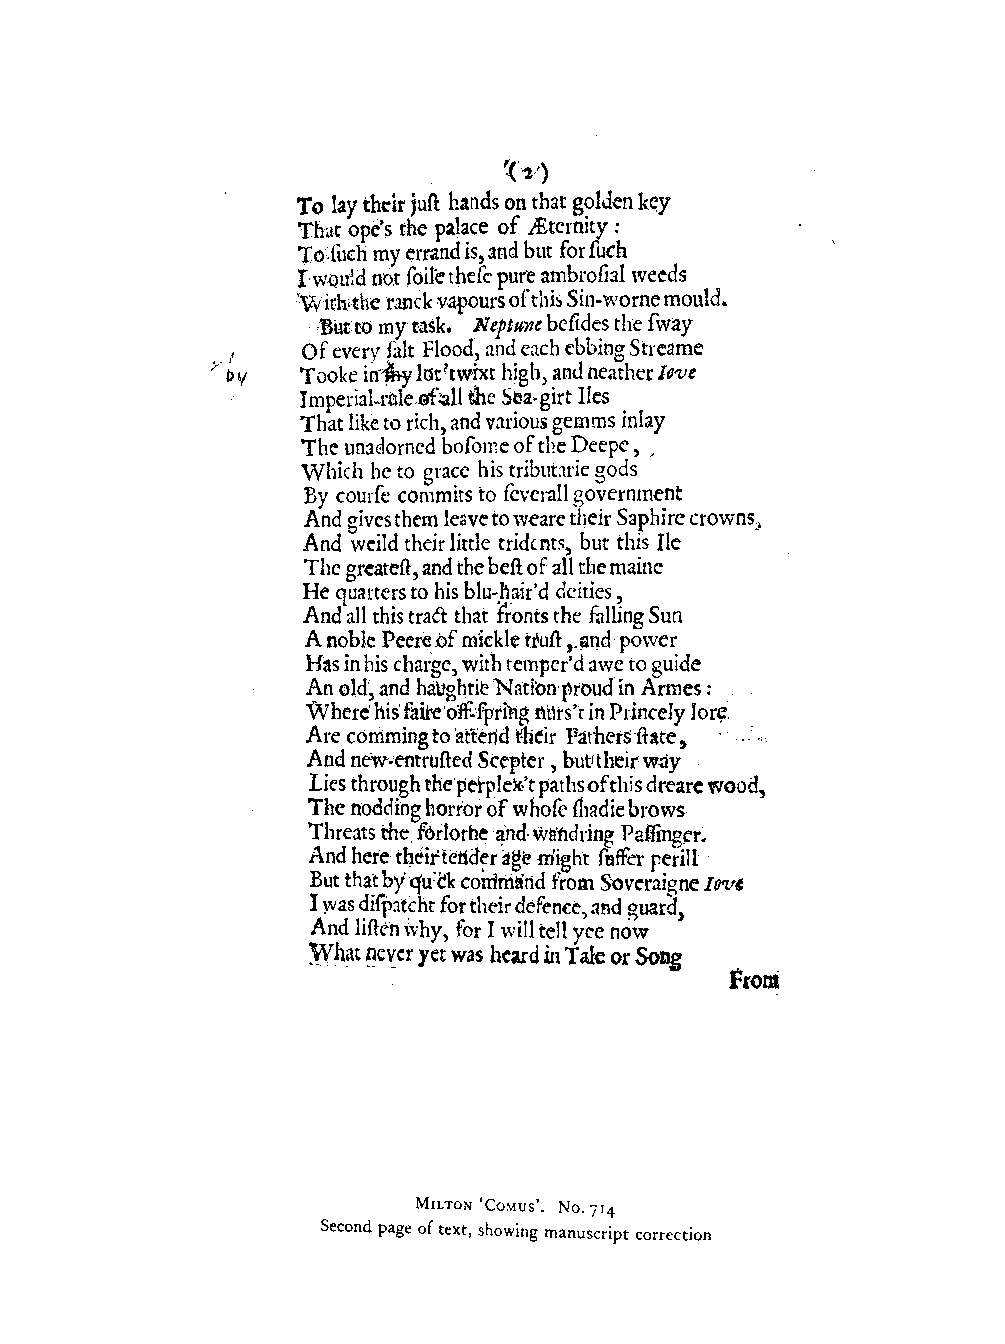 (2)
To lay their juſt hands on that golden key
That ope's the palace of Æternity :
To ſuch my errand is, and but for ſuch
I would not ſoile theſe pure ambroſial weeds
With the ranck vapours of this Sin-worne mould.
But to my task. Neptune beſides the ſway
Of every ſalt Flood, and each ebbing Streame
by
Tooke in thy lot 'twixt high, and neather Iove
Imperial rule of all the Sea-girt Iles
That like to rich, and various gemms inlay
The unadorned boſome of the Deepe,
Which he to grace his tributarie gods
By courſe commits to ſeverall government
And gives them leave to weare their Saphire crowns,
And weild their little tridents, but this Ile
The greateſt, and the beſt of all the maine
He quarters to his blu-hair'd deities,
And all this tract that fronts the falling Sun
A noble Peere of mickle truſt, and power
Has in his charge, with temper'd awe to guide
An old, and haughtie Nation proud in Armes :
Where his faire off-ſpring nurs't in Princely lore
Are comming to attend their Fathers ſtate,
And new-entruſted Scepter, but their way
Lies through the perplex't paths of this dreare wood,
The nodding horror of whoſe ſhadie brows
Threats the forlorne and wandring Paſſinger.
And here their tender age might ſuffer perill
But that by quick command from Soveraigne Iove
I was diſpatcht for their defence, and guard,
And liſten why, for I will tell yee now
What never yet was heard in Tale or Song
From
MILTON 'COMUS'. NO. 714
Second page of text, showing manuscript correction